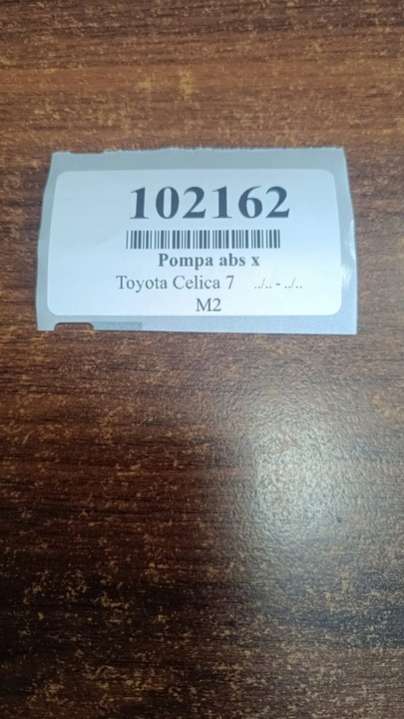 102162
Pompa abs x
Toyota Celica 7 ../.. - ../..
M2